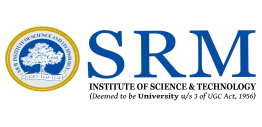 SRM
INSTITUTE OF SCIENCE & TECHNOLOGY
(Deemed to be University u/s 3 of UGC Act, 1956)